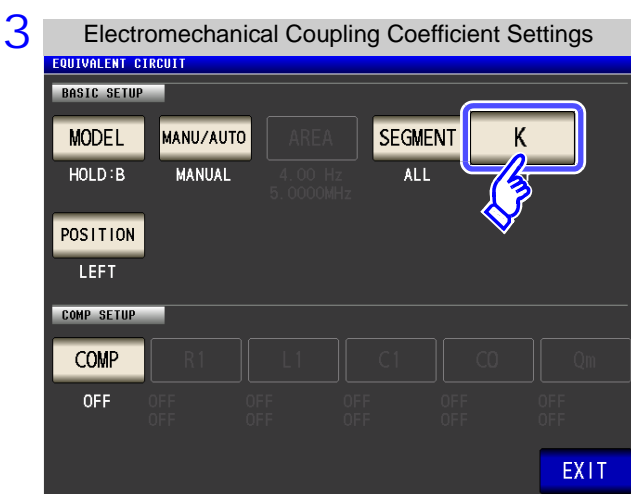 3
Electromechanical Coupling Coefficient Settings
EQUIVALENT CIRCUIT
BASIC SETUP
MODEL MANU/AUTO AREA SEGMENT K
HOLD:B MANUAL 4.00 Hz ALL
5.0000MHz
POSITION
LEFT
COMP SETUP
COMP R1 L1 C1 C0 Qm
OFF OFF OFF OFF OFF OFF
OFF OFF OFF OFF OFF
EXIT